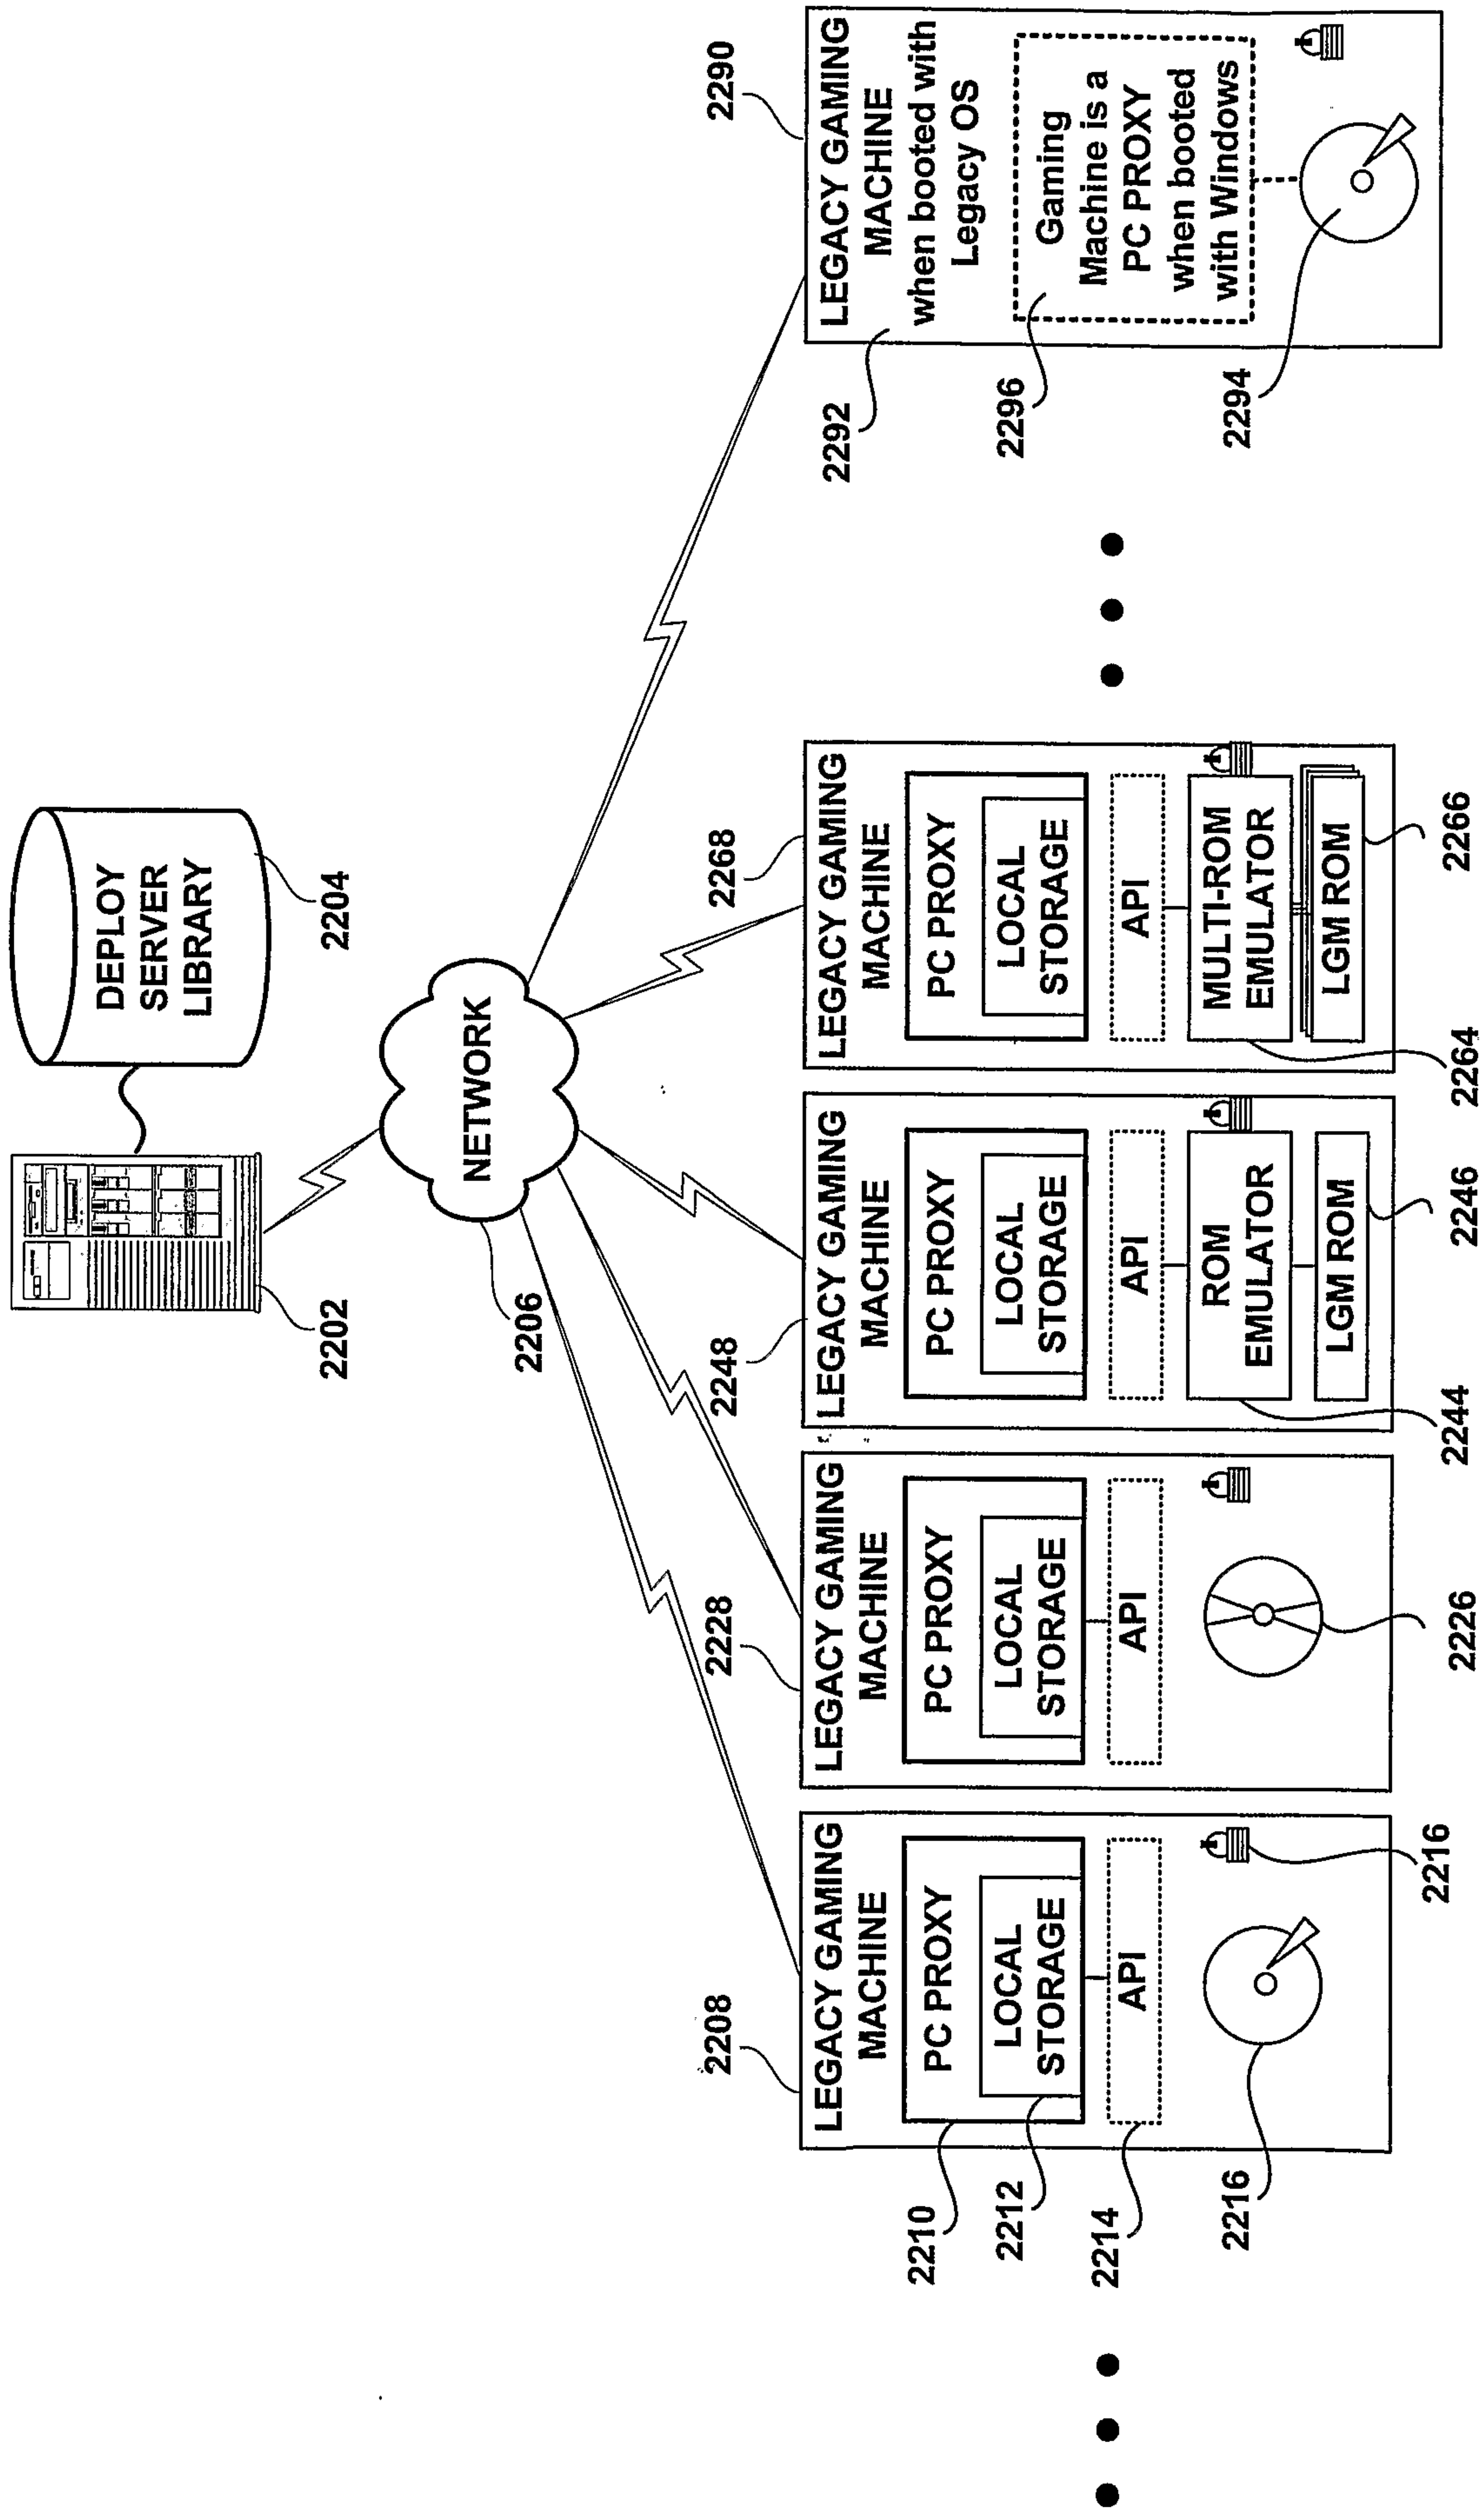 DEPLOY
SERVER
LIBRARY
2202
2204
NETWORK
2206
2208
LEGACY GAMING
MACHINE
PC PROXY
LOCAL
STORAGE
API
2210
2212
2214
2216
2216
2228
LEGACY GAMING
MACHINE
PC PROXY
LOCAL
STORAGE
API
2226
2248
LEGACY GAMING
MACHINE
PC PROXY
LOCAL
STORAGE
API
ROM
EMULATOR
LGM ROM
2244
2246
2268
LEGACY GAMING
MACHINE
PC PROXY
LOCAL
STORAGE
API
MULTI-ROM
EMULATOR
LGM ROM
2264
2266
2290
LEGACY GAMING
MACHINE
when booted with
Legacy OS
Gaming
Machine is a
PC PROXY
when booted
with Windows
2292
2296
2294